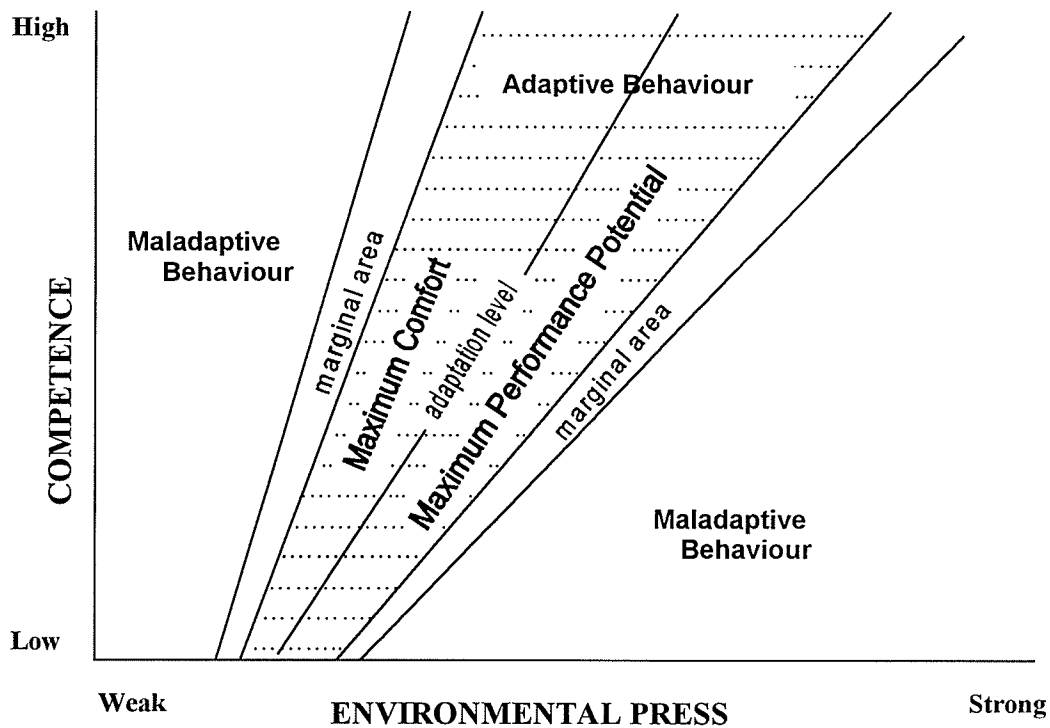 High
Adaptive Behaviour
Maladaptive
Behaviour
marginal area
Maximum Comfort
adaptation level
Maximum Performance Potential
marginal area
COMPETENCE
Maladaptive
Behaviour
Low
Weak
ENVIRONMENTAL PRESS
Strong